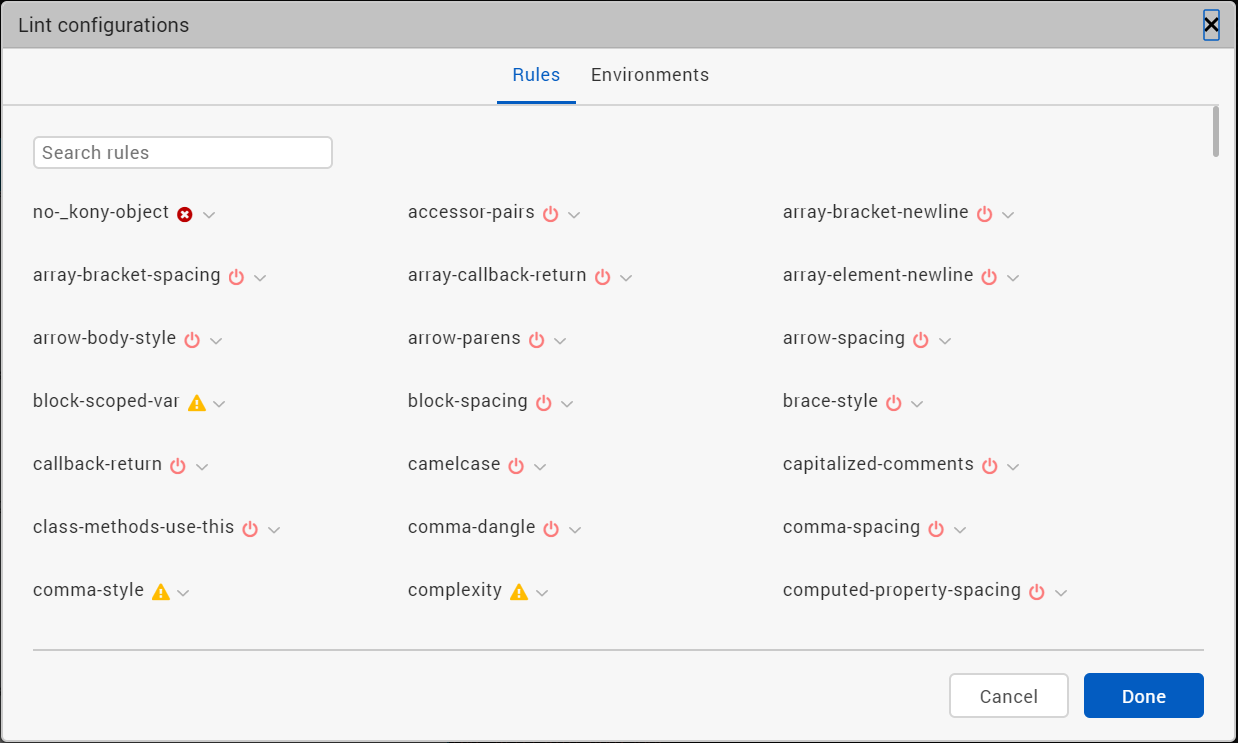 Lint configurations
Rules Environments
Search rules
no-_kony-object accessor-pairs array-bracket-newline
array-bracket-spacing array-callback-return array-element-newline
arrow-body-style arrow-parens arrow-spacing
block-scoped-var block-spacing brace-style
callback-return camelcase capitalized-comments
class-methods-use-this comma-dangle comma-spacing
comma-style complexity computed-property-spacing
Cancel Done